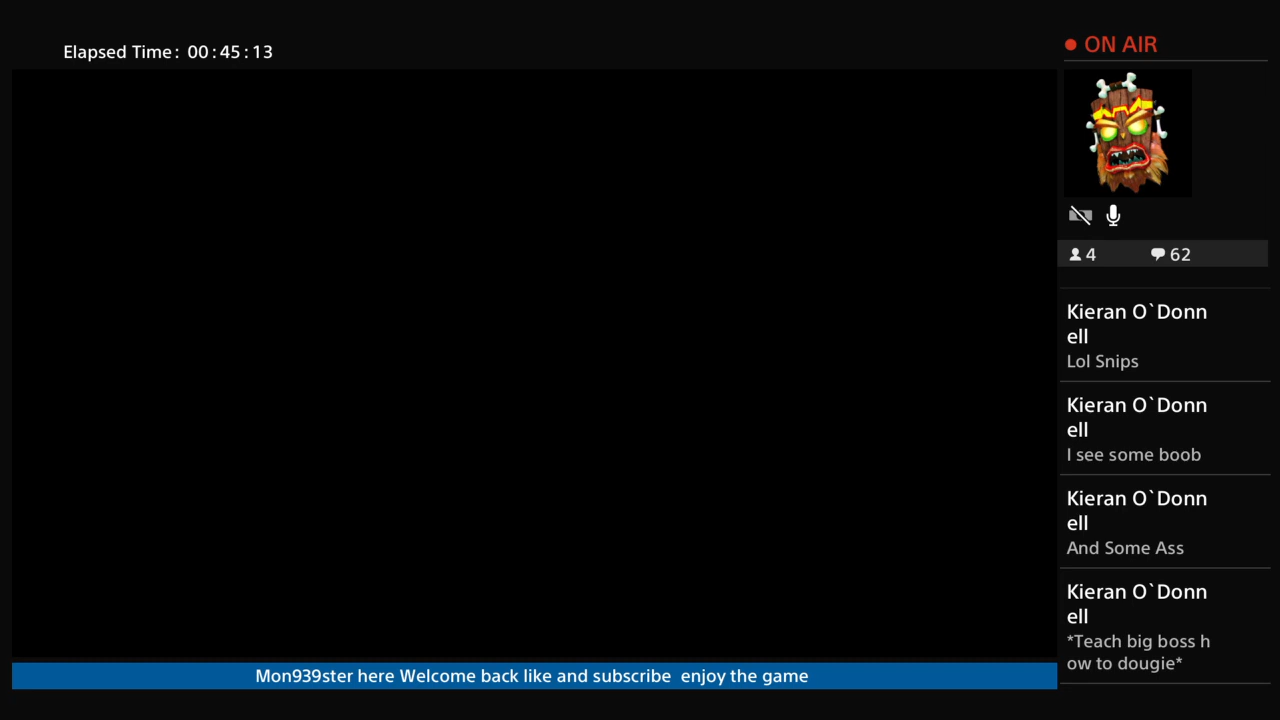 Elapsed Time: 00:45:13
ON AIR
4
62
Kieran O`Donn
ell
Lol Snips
Kieran O`Donn
ell
I see some boob
Kieran O`Donn
ell
And Some Ass
Kieran O`Donn
ell
*Teach big boss h
ow to dougie*
Mon939ster here Welcome back like and subscribe  enjoy the game